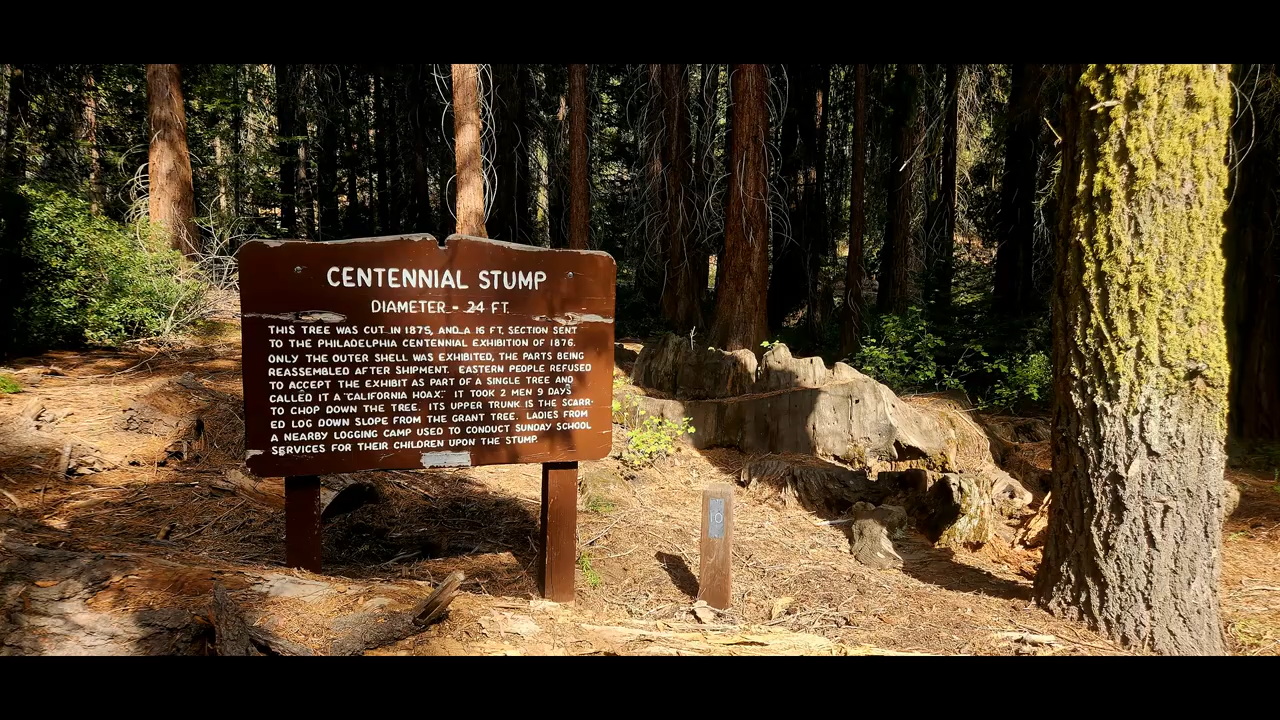 CENTENNIAL STUMP
DIAMETER - 24 FT.
THIS TREE WAS CUT IN 1875, AND A 16 FT. SECTION SENT
TO THE PHILADELPHIA CENTENNIAL EXHIBITION OF 1876.
ONLY THE OUTER SHELL WAS EXHIBITED, THE PARTS BEING
REASSEMBLED AFTER SHIPMENT. EASTERN PEOPLE REFUSED
TO ACCEPT THE EXHIBIT AS PART OF A SINGLE TREE AND
CALLED IT A "CALIFORNIA HOAX." IT TOOK 2 MEN 9 DAYS
TO CHOP DOWN THE TREE. ITS UPPER TRUNK IS THE SCARR-
ED LOG DOWN SLOPE FROM THE GRANT TREE. LADIES FROM
A NEARBY LOGGING CAMP USED TO CONDUCT SUNDAY SCHOOL
SERVICES FOR THEIR CHILDREN UPON THE STUMP.
10